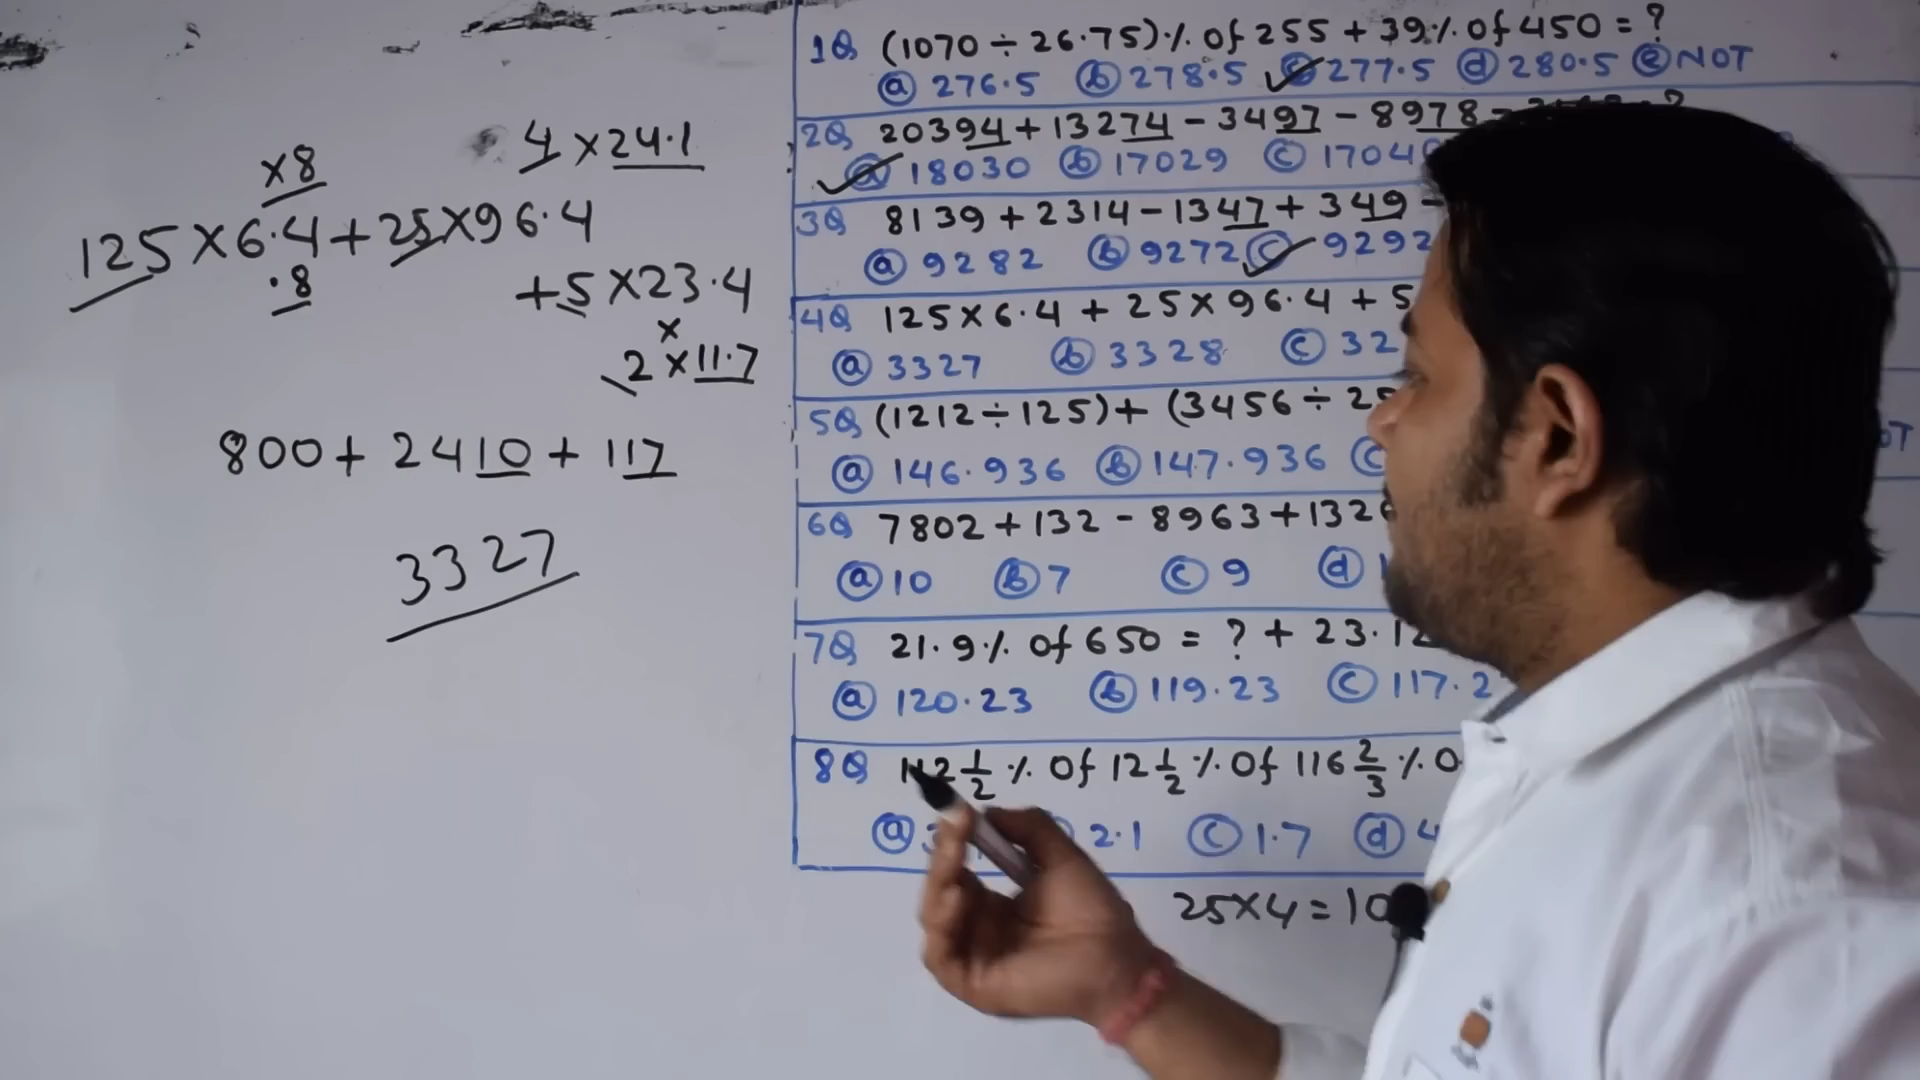 ×8
4 × 24.1
125 × 6.4 + 25 × 96.4
.8
+ 5 × 23.4
×
2 × 11.7
800 + 2410 + 117
3327
1Q (1070 ÷ 26.75)% of 255 + 39% of 450 = ?
ⓐ 276.5 ⓑ 278.5 ⓒ 277.5 ⓓ 280.5 ⓔ NOT
2Q 20394 + 13274 - 3497 - 8978 -
ⓐ 18030 ⓑ 17029 ⓒ 1704
3Q 8139 + 2314 - 1347 + 349 -
ⓐ 9282 ⓑ 9272 ⓒ 9292
4Q 125 × 6.4 + 25 × 96.4 + 5
ⓐ 3327 ⓑ 3328 ⓒ 32
5Q (1212 ÷ 125) + (3456 ÷ 25
ⓐ 146.936 ⓑ 147.936 ⓒ
6Q 7802 + 132 - 8963 + 132
ⓐ 10 ⓑ 7 ⓒ 9 ⓓ 1
7Q 21.9% of 650 = ? + 23.12
ⓐ 120.23 ⓑ 119.23 ⓒ 117.2
8Q 112 1/2 % of 12 1/2 % of 116 2/3 % o
ⓐ 2.1 ⓒ 1.7 ⓓ 4
25 × 4 = 10